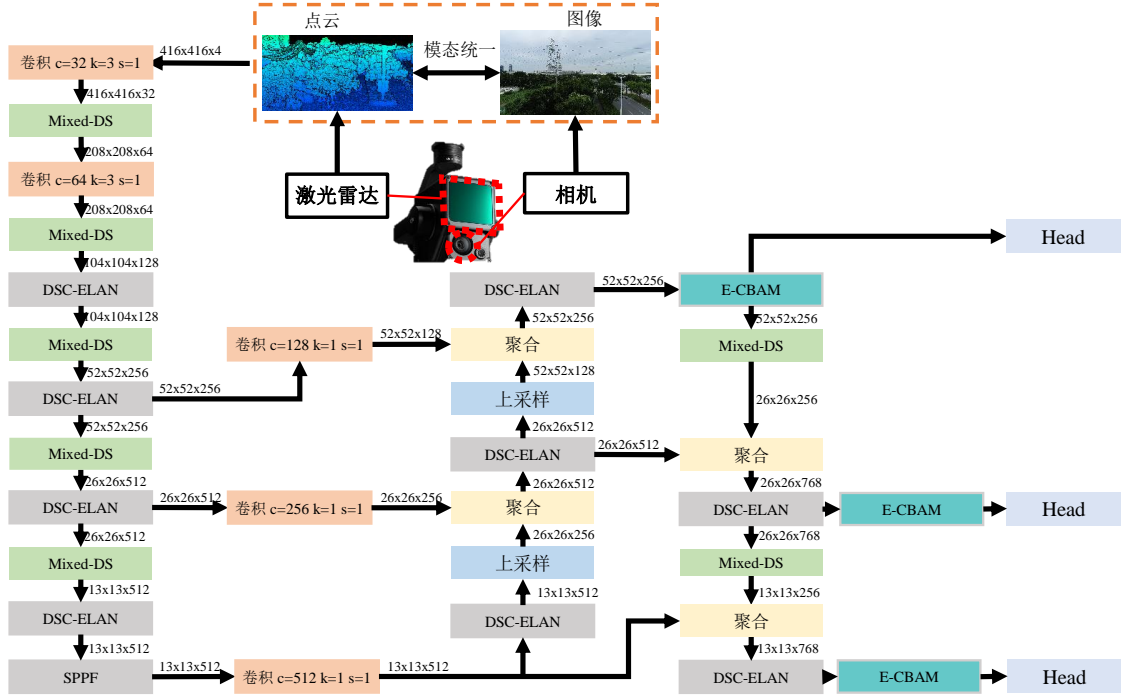 点云
图像
模态统一
416x416x4
卷积 c=32 k=3 s=1
416x416x32
Mixed-DS
208x208x64
卷积 c=64 k=3 s=1
208x208x64
Mixed-DS
104x104x128
DSC-ELAN
104x104x128
Mixed-DS
52x52x256
DSC-ELAN
52x52x256
52x52x256
Mixed-DS
26x26x512
DSC-ELAN
26x26x512
26x26x512
Mixed-DS
13x13x512
DSC-ELAN
13x13x512
SPPF
13x13x512
激光雷达
相机
卷积 c=128 k=1 s=1
52x52x128
卷积 c=256 k=1 s=1
26x26x256
卷积 c=512 k=1 s=1
13x13x512
DSC-ELAN
52x52x256
52x52x256
聚合
52x52x128
上采样
26x26x512
DSC-ELAN
26x26x512
26x26x512
聚合
26x26x256
上采样
13x13x512
DSC-ELAN
E-CBAM
52x52x256
Mixed-DS
26x26x256
聚合
26x26x768
DSC-ELAN
26x26x768
Mixed-DS
13x13x256
聚合
13x13x768
DSC-ELAN
E-CBAM
E-CBAM
Head
Head
Head